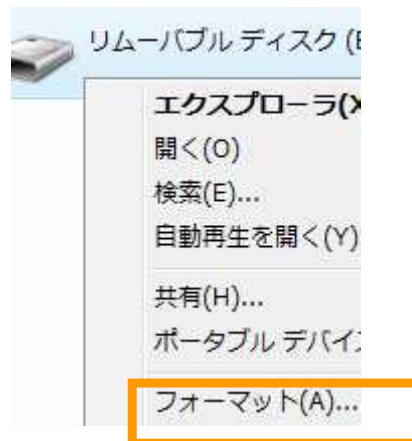 リムーバブル ディスク (E
エクスプローラ(X
開く(O)
検索(E)...
自動再生を開く(Y)
共有(H)...
ポータブル デバイス
フォーマット(A)...